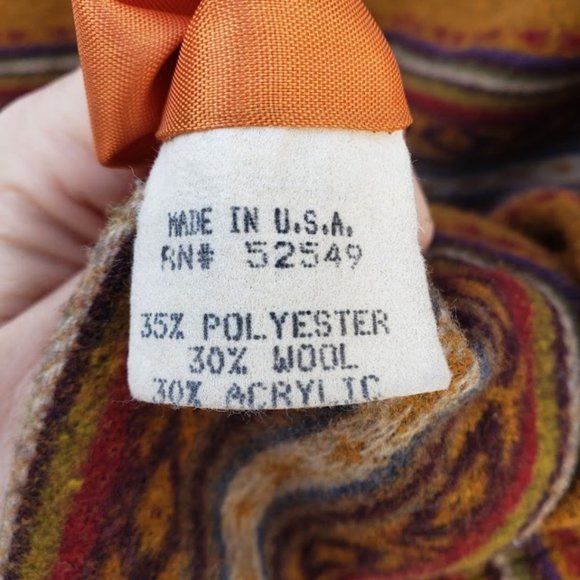 MADE IN U.S.A.
RN# 52549
35% POLYESTER
30% WOOL
30% ACRYLIC